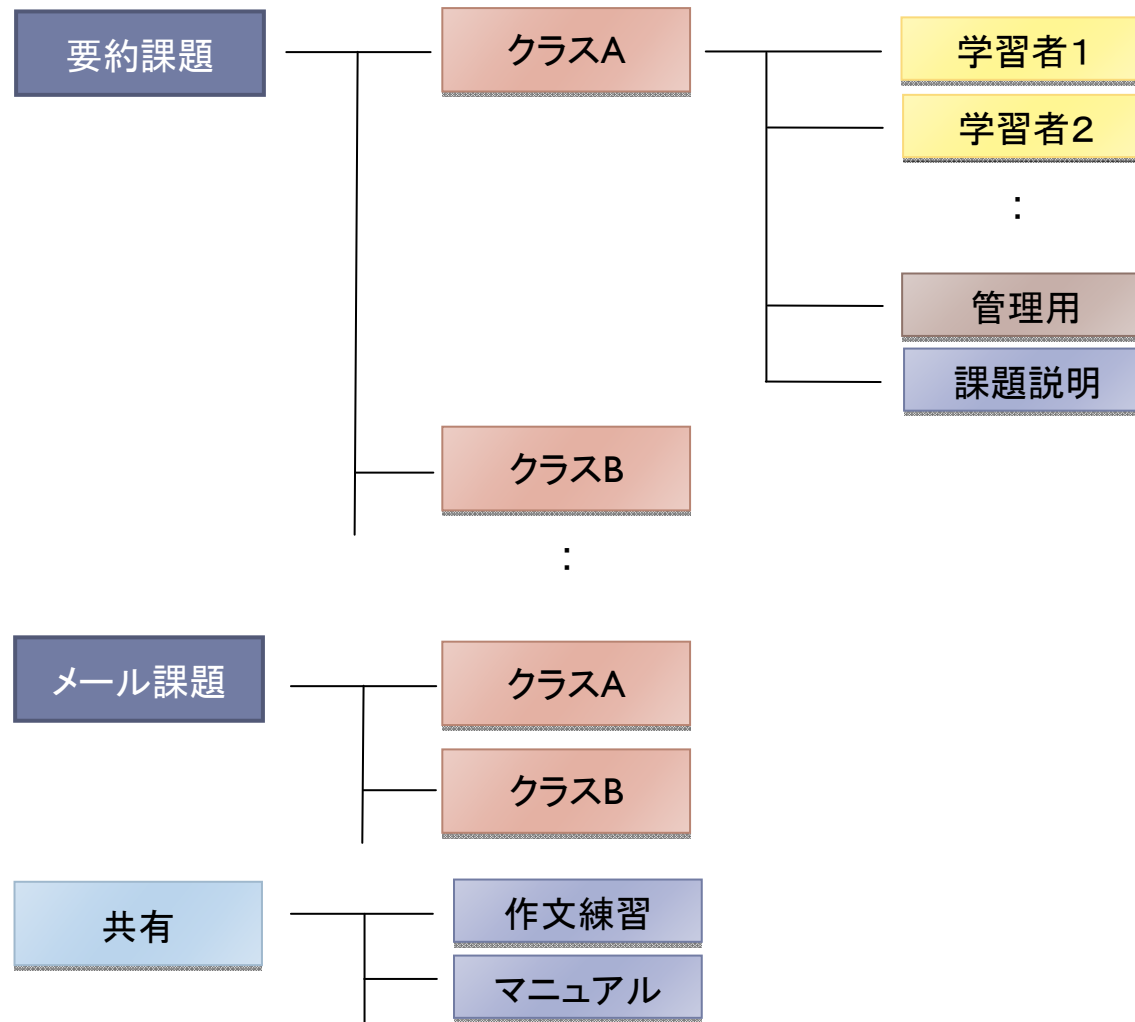 要約課題
クラスA
学習者1
学習者2
:
管理用
課題説明
クラスB
:
メール課題
クラスA
クラスB
共有
作文練習
マニュアル